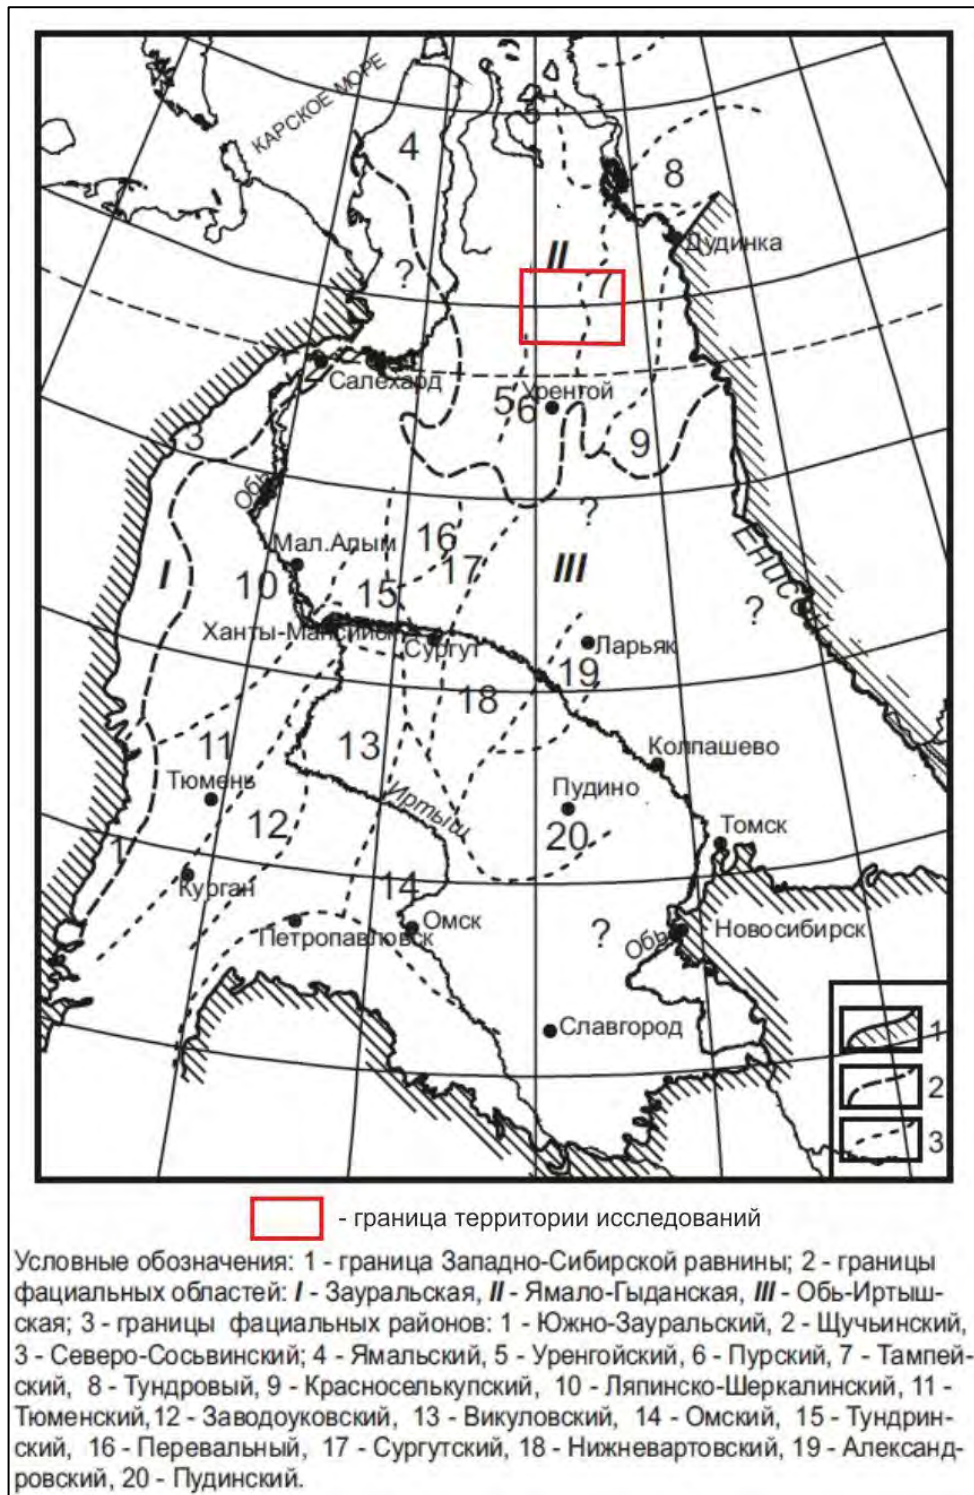 КАРСКОЕ МОРЕ
4
8
Дудинка
II
?
7
Салехард
Урентой
5
6
3
9
Обь
?
16
Мал.Алым
17
III
I
10
15
Енисей
?
Ханты-Мансийск
Сургут
Ларьяк
19
18
11
13
Колпашево
Тюмень
Иртыш
Пудино
12
20
Томск
1
Курган
14
Омск
?
Петропавловск
Обь
Новосибирск
Славгород
1
2
3
- граница территории исследований
Условные обозначения: 1 - граница Западно-Сибирской равнины; 2 - границы
фациальных областей: I - Зауральская, II - Ямало-Гыданская, III - Обь-Иртыш-
ская; 3 - границы фациальных районов: 1 - Южно-Зауральский, 2 - Щучьинский,
3 - Северо-Сосьвинский; 4 - Ямальский, 5 - Уренгойский, 6 - Пурский, 7 - Тампей-
ский, 8 - Тундровый, 9 - Красноселькупский, 10 - Ляпинско-Шеркалинский, 11 -
Тюменский, 12 - Заводоуковский, 13 - Викуловский, 14 - Омский, 15 - Тундрин-
ский, 16 - Перевальный, 17 - Сургутский, 18 - Нижневартовский, 19 - Александ-
ровский, 20 - Пудинский.